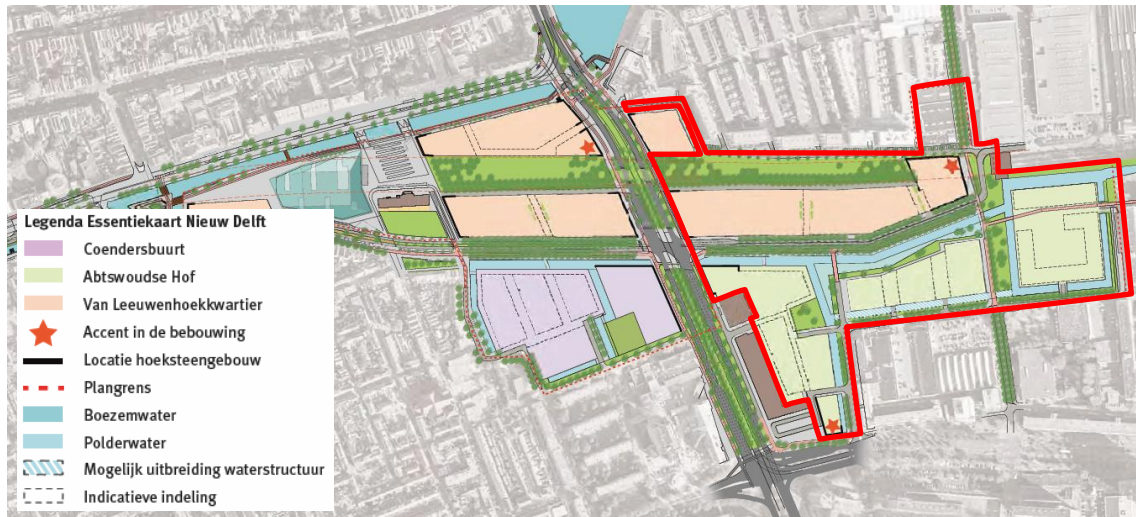 Legenda Essentiekaart Nieuw Delft
Coendersbuurt
Abtswoudse Hof
Van Leeuwenhoekkwartier
Accent in de bebouwing
Locatie hoeksteengebouw
Plangrens
Boezemwater
Polderwater
Mogelijk uitbreiding waterstructuur
Indicatieve indeling